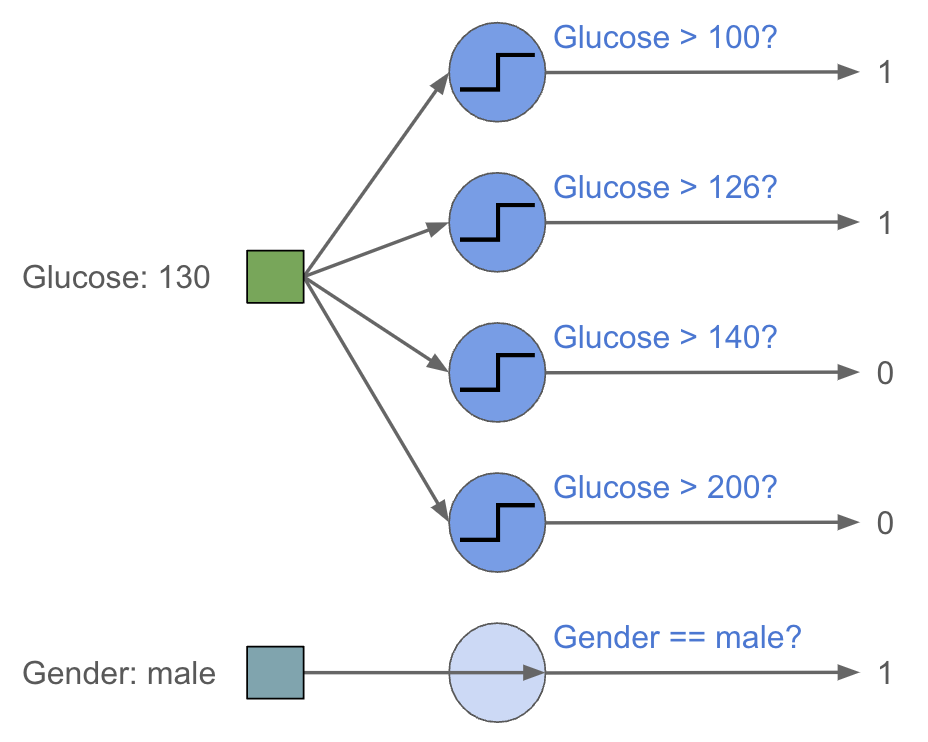 Glucose > 100?
1
Glucose > 126?
1
Glucose: 130
Glucose > 140?
0
Glucose > 200?
0
Gender == male?
Gender: male
1